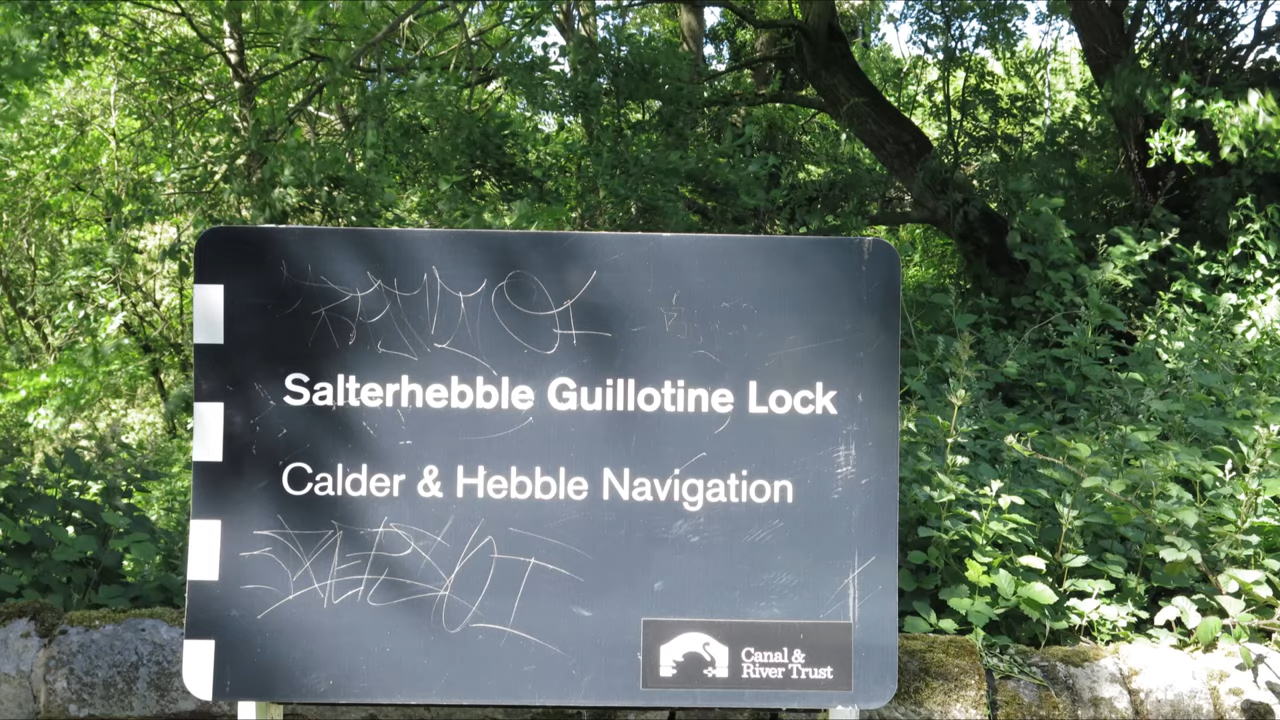 Salterhebble Guillotine Lock
Calder & Hebble Navigation
Canal &
River Trust